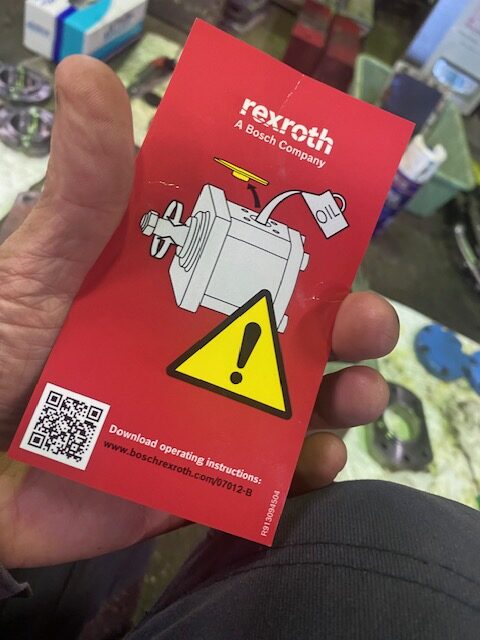 rexroth
A Bosch Company
OIL
Download operating instructions:
www.boschrexroth.com/07012-B
R913094504